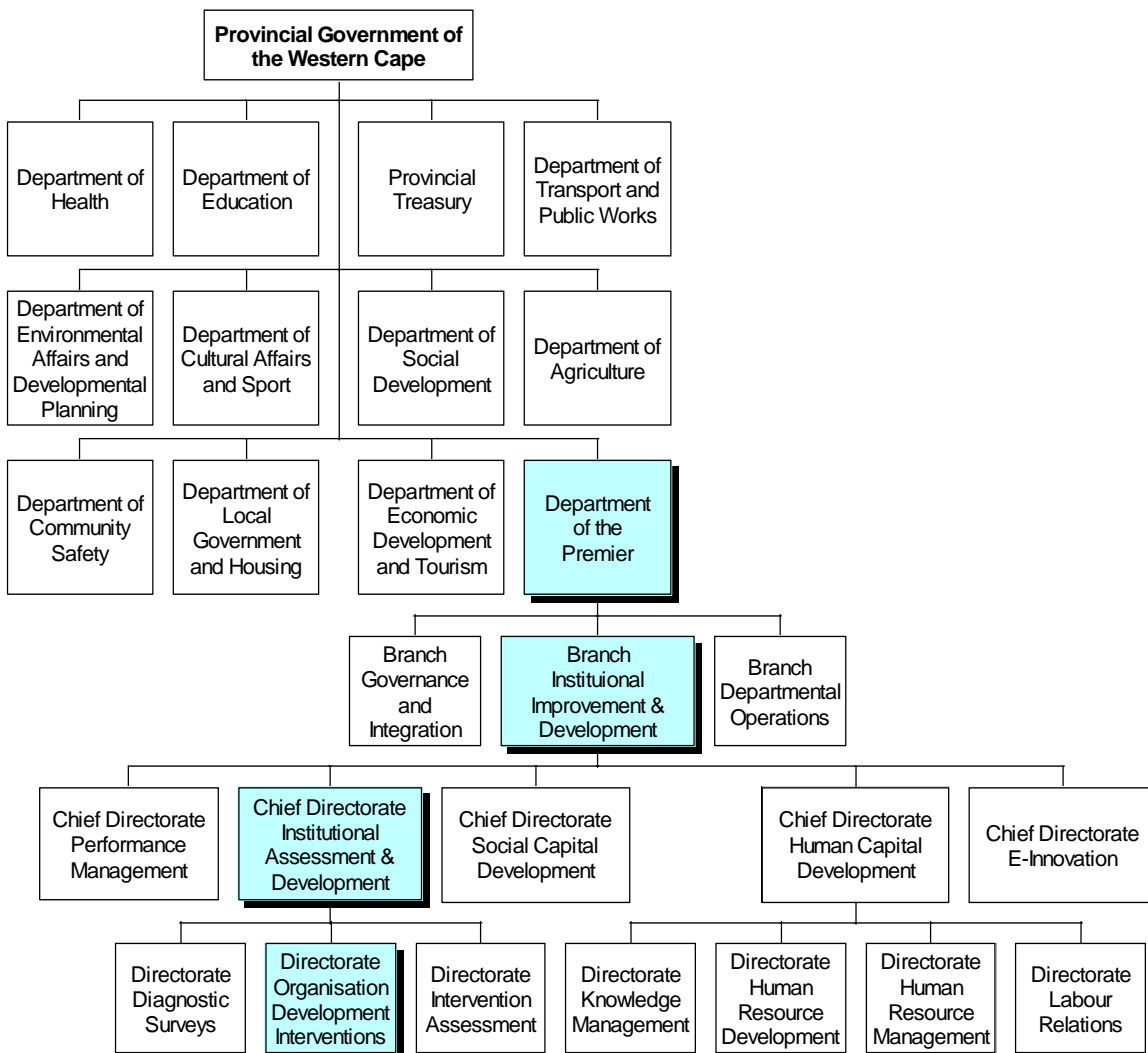 Provincial Government of
the Western Cape
Department of
Health
Department of
Education
Provincial
Treasury
Department of
Transport and
Public Works
Department of
Environmental
Affairs and
Developmental
Planning
Department of
Cultural Affairs
and Sport
Department of
Social
Development
Department of
Agriculture
Department of
Community
Safety
Department of
Local
Government
and Housing
Department of
Economic
Development
and Tourism
Department
of the
Premier
Branch
Governance
and
Integration
Branch
Instituional
Improvement &
Development
Branch
Departmental
Operations
Chief Directorate
Performance
Management
Chief Directorate
Institutional
Assessment &
Development
Chief Directorate
Social Capital
Development
Chief Directorate
Human Capital
Development
Chief Directorate
E-Innovation
Directorate
Diagnostic
Surveys
Directorate
Organisation
Development
Interventions
Directorate
Intervention
Assessment
Directorate
Knowledge
Management
Directorate
Human
Resource
Development
Directorate
Human
Resource
Management
Directorate
Labour
Relations